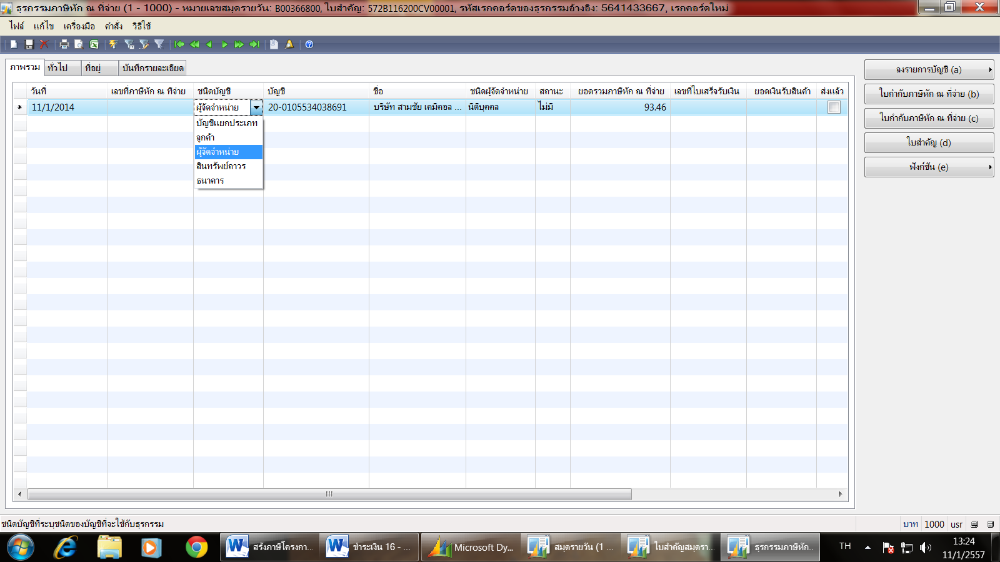 ธุรกรรมภาษีหัก ณ ที่จ่าย (1 - 1000) - หมายเลขสมุดรายวัน: B00366800, ใบสำคัญ: 572B116200CV00001, รหัสเรกคอร์ดของธุรกรรมอ้างอิง: 5641433667, เรกคอร์ดใหม่
ไฟล์ แก้ไข เครื่องมือ คำสั่ง วิธีใช้
ภาพรวม ทั่วไป ที่อยู่ บันทึกรายละเอียด
วันที่ เลขที่ภาษีหัก ณ ที่จ่าย ชนิดบัญชี บัญชี ชื่อ ชนิดผู้จัดจำหน่าย สถานะ ยอดรวมภาษีหัก ณ ที่จ่าย เลขที่ใบเสร็จรับเงิน ยอดเงินรับสินค้า ส่งแล้ว
11/1/2014 ผู้จัดจำหน่าย 20-0105534038691 บริษัท สามชัย เคมิคอล ... นิติบุคคล ไม่มี 93.46
บัญชีแยกประเภท
ลูกค้า
ผู้จัดจำหน่าย
สินทรัพย์ถาวร
ธนาคาร
ลงรายการบัญชี (a)
ใบกำกับภาษีหัก ณ ที่จ่าย (b)
ใบกำกับภาษีหัก ณ ที่จ่าย (c)
ใบสำคัญ (d)
ฟังก์ชัน (e)
ชนิดบัญชีที่ระบุชนิดของบัญชีที่จะใช้กับธุรกรรม บาท 1000 usr
สร้งภาษีโครงกา... ชำระเงิน 16 - ... Microsoft Dy... สมุดรายวัน (1 ... ใบสำคัญสมุดรา... ธุรกรรมภาษีหัก... TH 13:24
11/1/2557